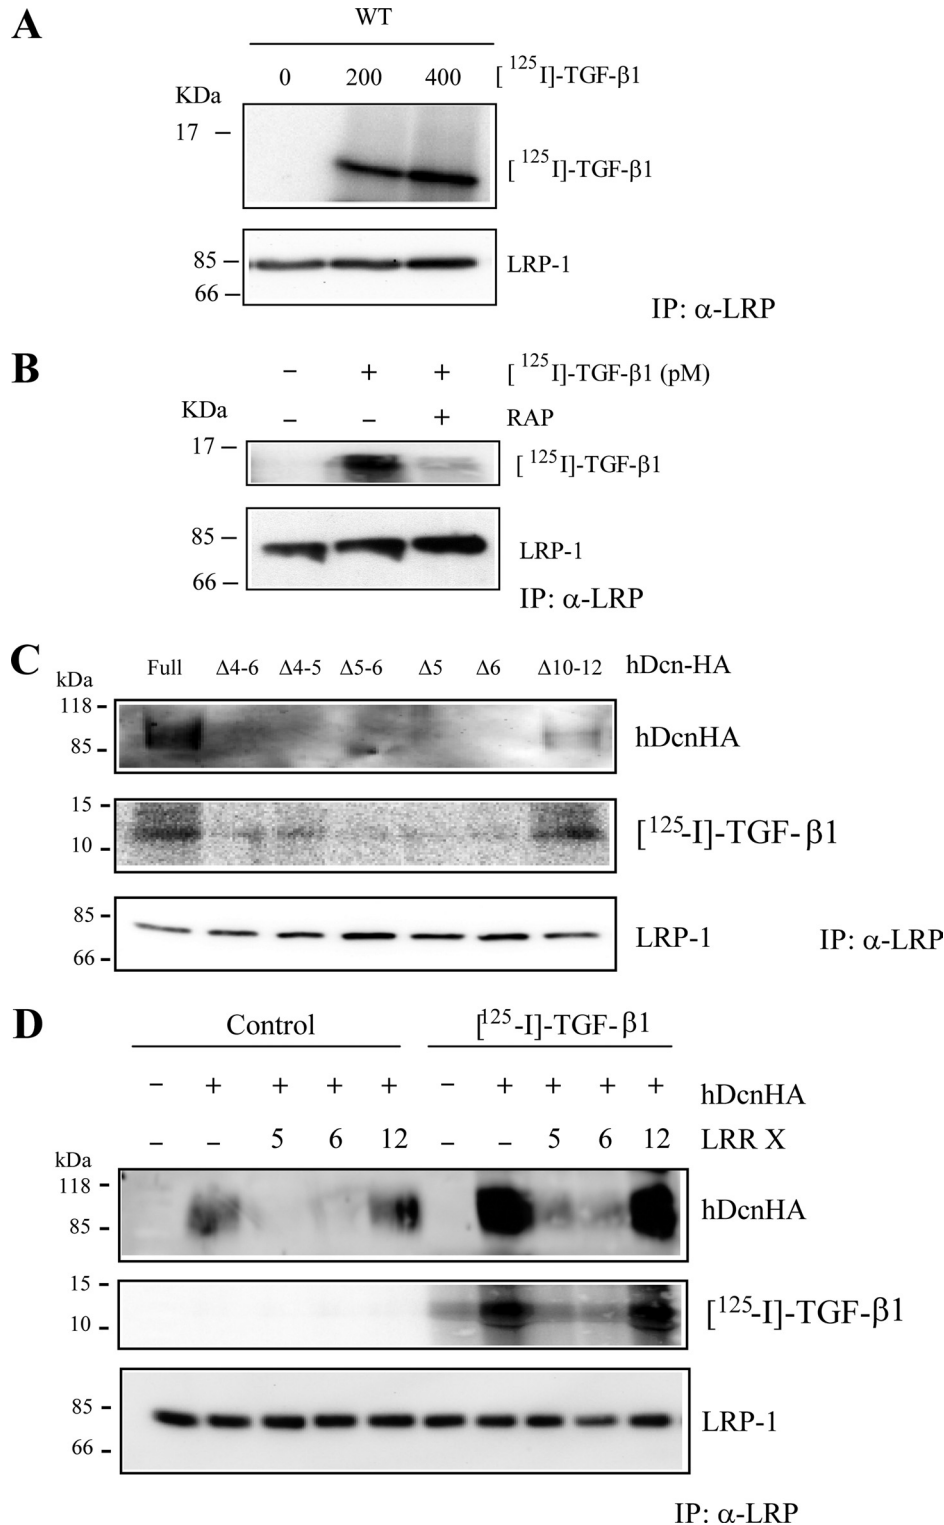 A
WT
0 200 400 [ 125I]-TGF-β1
KDa
17 –
[ 125I]-TGF-β1
85 –
LRP-1
66 –
IP: α-LRP
B
– + + [ 125I]-TGF-β1 (pM)
KDa
– – + RAP
17 –
[ 125I]-TGF-β1
85 –
LRP-1
66 –
IP: α-LRP
C
Full Δ4-6 Δ4-5 Δ5-6 Δ5 Δ6 Δ10-12 hDcn-HA
kDa
118 –
hDcnHA
85 –
15 –
[125-I]-TGF-β1
10 –
85 –
LRP-1 IP: α-LRP
66 –
D
Control [125-I]-TGF-β1
– + + + + – + + + + hDcnHA
– – 5 6 12 – – 5 6 12 LRR X
kDa
118 –
hDcnHA
85 –
15 –
[125-I]-TGF-β1
10 –
85 –
LRP-1
66 –
IP: α-LRP